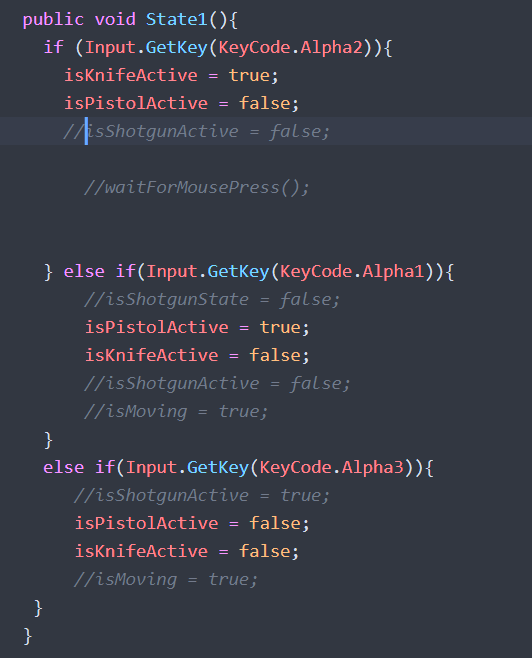 public void State1(){
if (Input.GetKey(KeyCode.Alpha2)){
isKnifeActive = true;
isPistolActive = false;
//isShotgunActive = false;
//waitForMousePress();
} else if(Input.GetKey(KeyCode.Alpha1)){
//isShotgunState = false;
isPistolActive = true;
isKnifeActive = false;
//isShotgunActive = false;
//isMoving = true;
}
else if(Input.GetKey(KeyCode.Alpha3)){
//isShotgunActive = true;
isPistolActive = false;
isKnifeActive = false;
//isMoving = true;
}
}